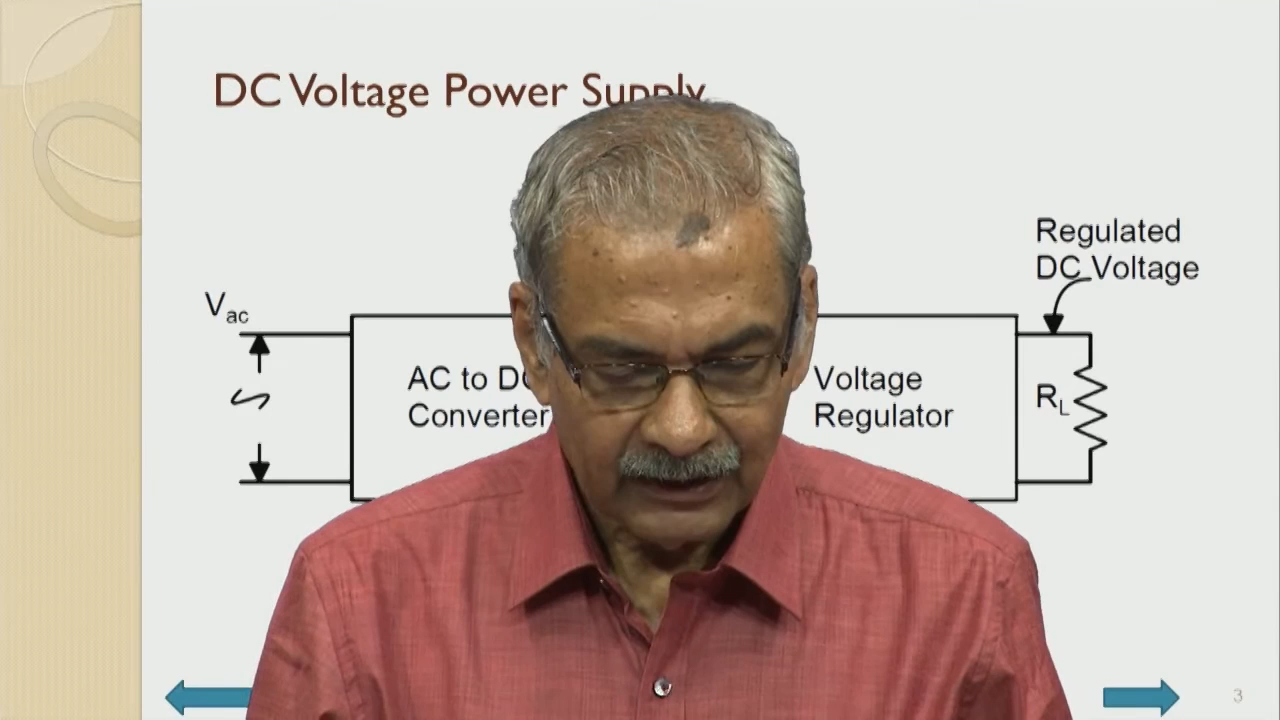 DC Voltage Power Supply
Regulated
DC Voltage
Vac
AC to DC
Converter
Voltage
Regulator
RL
3